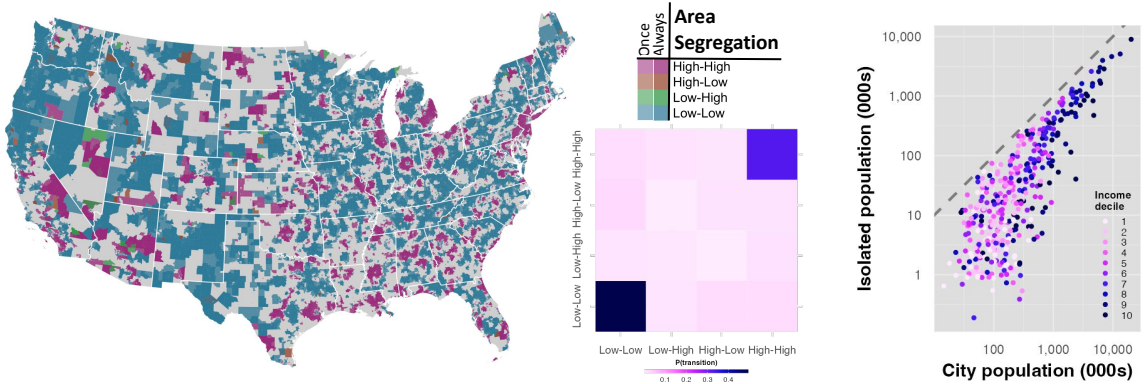 Once
Always
Area
Segregation
High-High
High-Low
Low-High
Low-Low
High-High
High-Low
Low-High
Low-Low
Low-Low Low-High High-Low High-High
P(transition)
0.1 0.2 0.3 0.4
Isolated population (000s)
10,000
1,000
100
10
1
Income
decile
1
2
3
4
5
6
7
8
9
10
100 1,000 10,000
City population (000s)